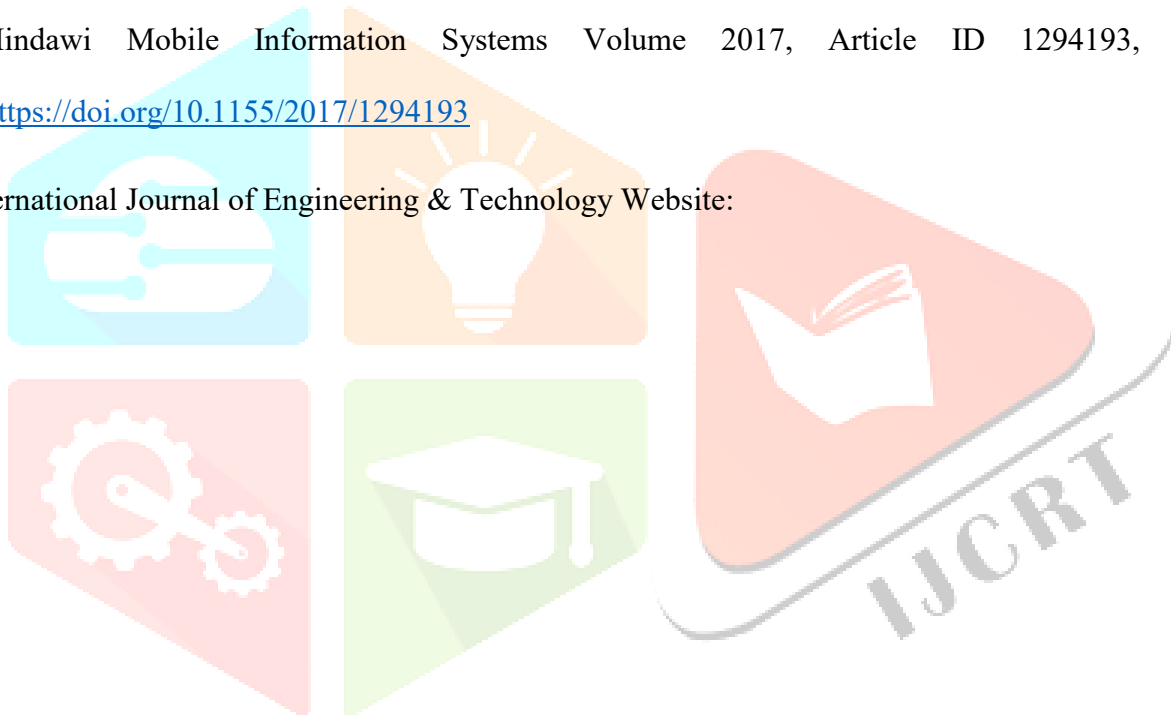 Hindawi Mobile Information Systems Volume 2017, Article ID 1294193,
ttps://doi.org/10.1155/2017/1294193
ernational Journal of Engineering & Technology Website:
IJCRT